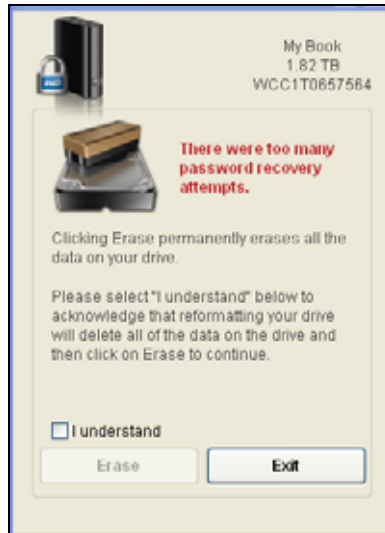 My Book
1.82 TB
WCC1T0657564
There were too many
password recovery
attempts.
Clicking Erase permanently erases all the
data on your drive.
Please select "I understand" below to
acknowledge that reformatting your drive
will delete all of the data on the drive and
then click on Erase to continue.
I understand
Erase
Exit